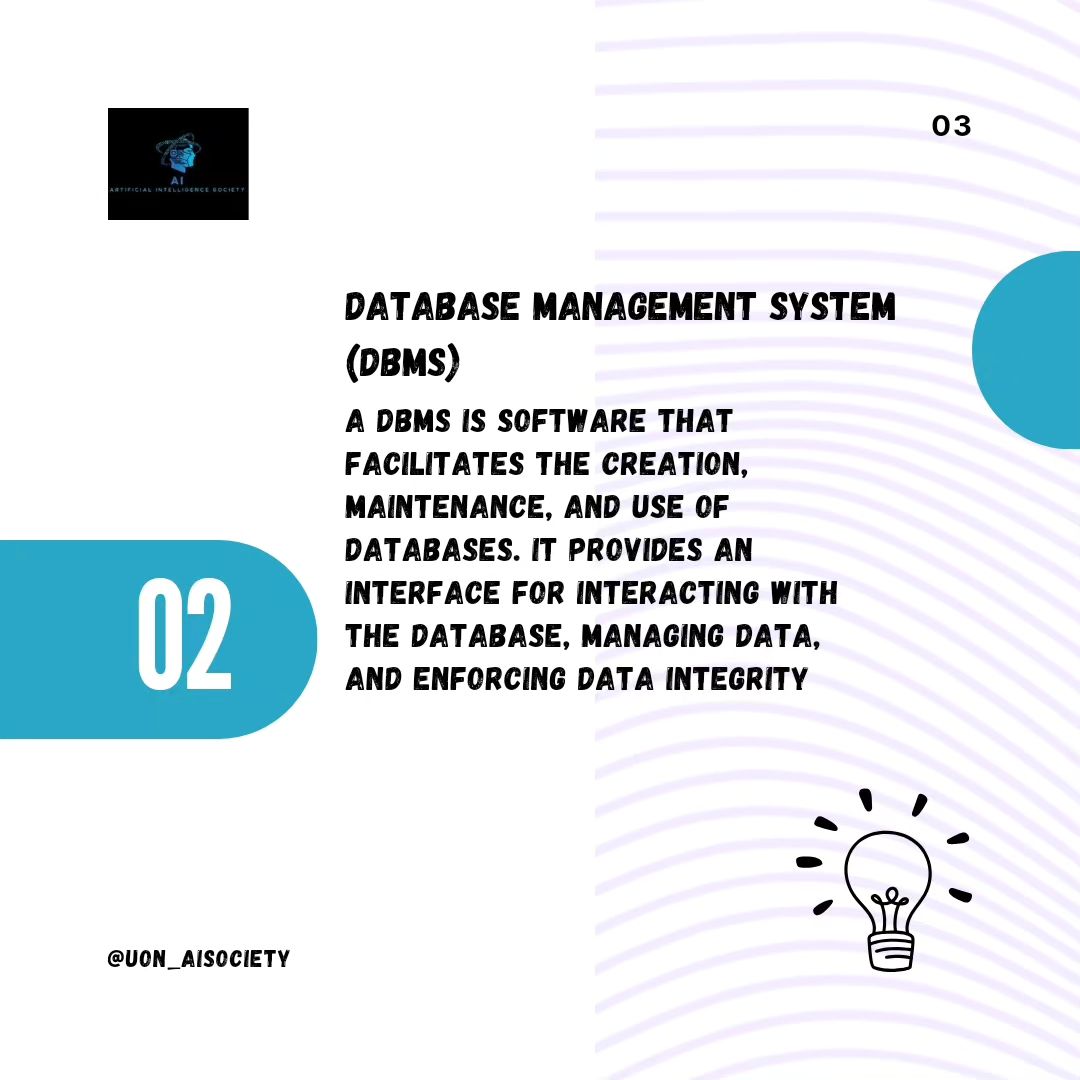 AI
ARTIFICIAL INTELLIGENCE SOCIETY
03
DATABASE MANAGEMENT SYSTEM
(DBMS)
A DBMS IS SOFTWARE THAT
FACILITATES THE CREATION,
MAINTENANCE, AND USE OF
DATABASES. IT PROVIDES AN
INTERFACE FOR INTERACTING WITH
THE DATABASE, MANAGING DATA,
AND ENFORCING DATA INTEGRITY
02
@UON_AISOCIETY